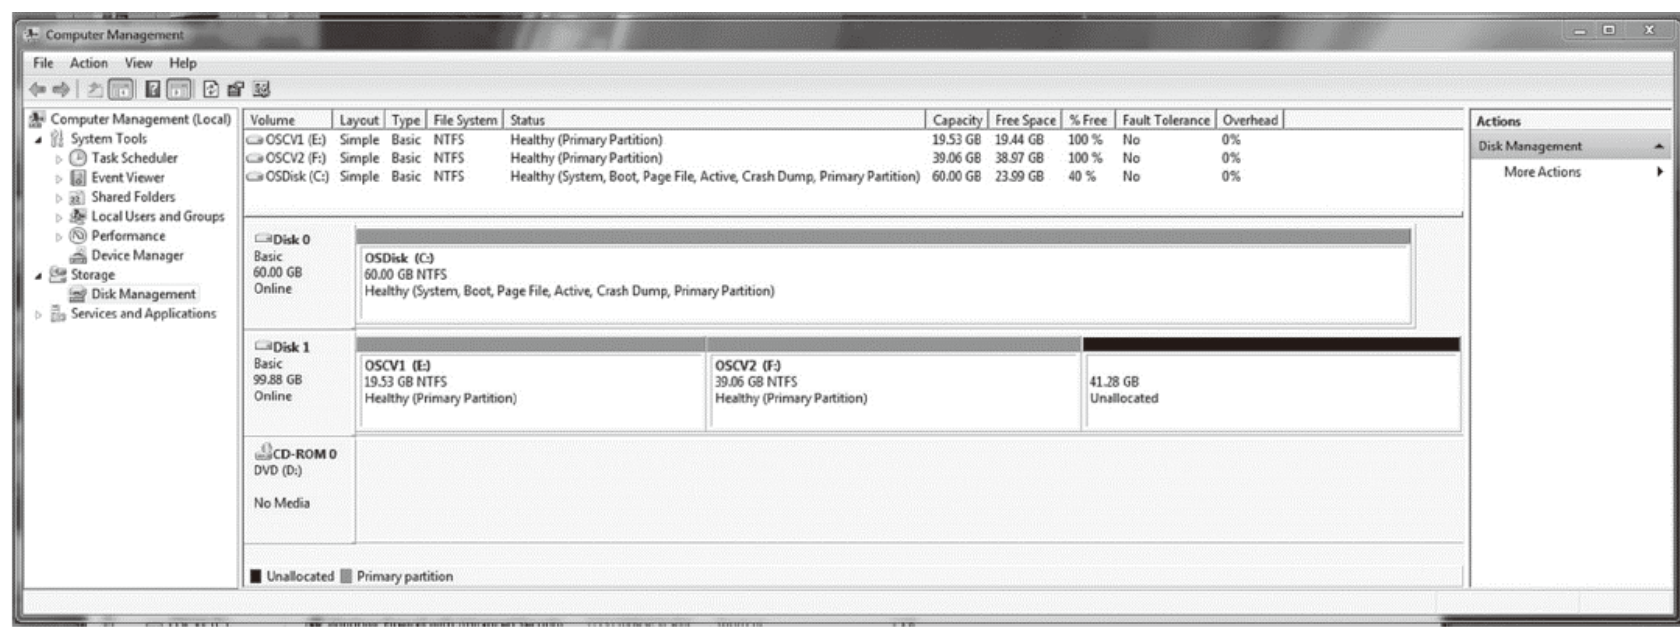 Computer Management
File Action View Help
Computer Management (Local)
System Tools
Task Scheduler
Event Viewer
Shared Folders
Local Users and Groups
Performance
Device Manager
Storage
Disk Management
Services and Applications
Volume Layout Type File System Status Capacity Free Space % Free Fault Tolerance Overhead
OSCV1 (E:) Simple Basic NTFS Healthy (Primary Partition) 19.53 GB 19.44 GB 100 % No 0%
OSCV2 (F:) Simple Basic NTFS Healthy (Primary Partition) 39.06 GB 38.97 GB 100 % No 0%
OSDisk (C:) Simple Basic NTFS Healthy (System, Boot, Page File, Active, Crash Dump, Primary Partition) 60.00 GB 23.99 GB 40 % No 0%
Disk 0
Basic
60.00 GB
Online
OSDisk (C:)
60.00 GB NTFS
Healthy (System, Boot, Page File, Active, Crash Dump, Primary Partition)
Disk 1
Basic
99.88 GB
Online
OSCV1 (E:)
19.53 GB NTFS
Healthy (Primary Partition)
OSCV2 (F:)
39.06 GB NTFS
Healthy (Primary Partition)
41.28 GB
Unallocated
CD-ROM 0
DVD (D:)
No Media
Unallocated Primary partition
Actions
Disk Management
More Actions